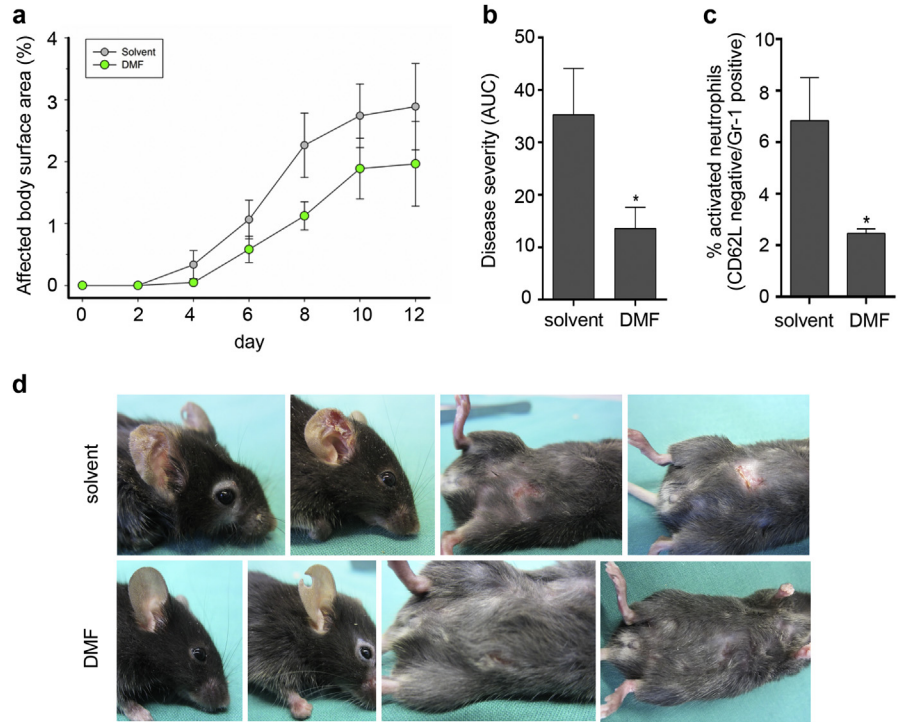 a
Affected body surface area (%)
4
3
2
1
0
Solvent
DMF
0 2 4 6 8 10 12
day
b
Disease severity (AUC)
50
40
30
20
10
0
*
solvent DMF
c
% activated neutrophils
(CD62L negative/Gr-1 positive)
10
8
6
4
2
0
*
solvent DMF
d
solvent
DMF